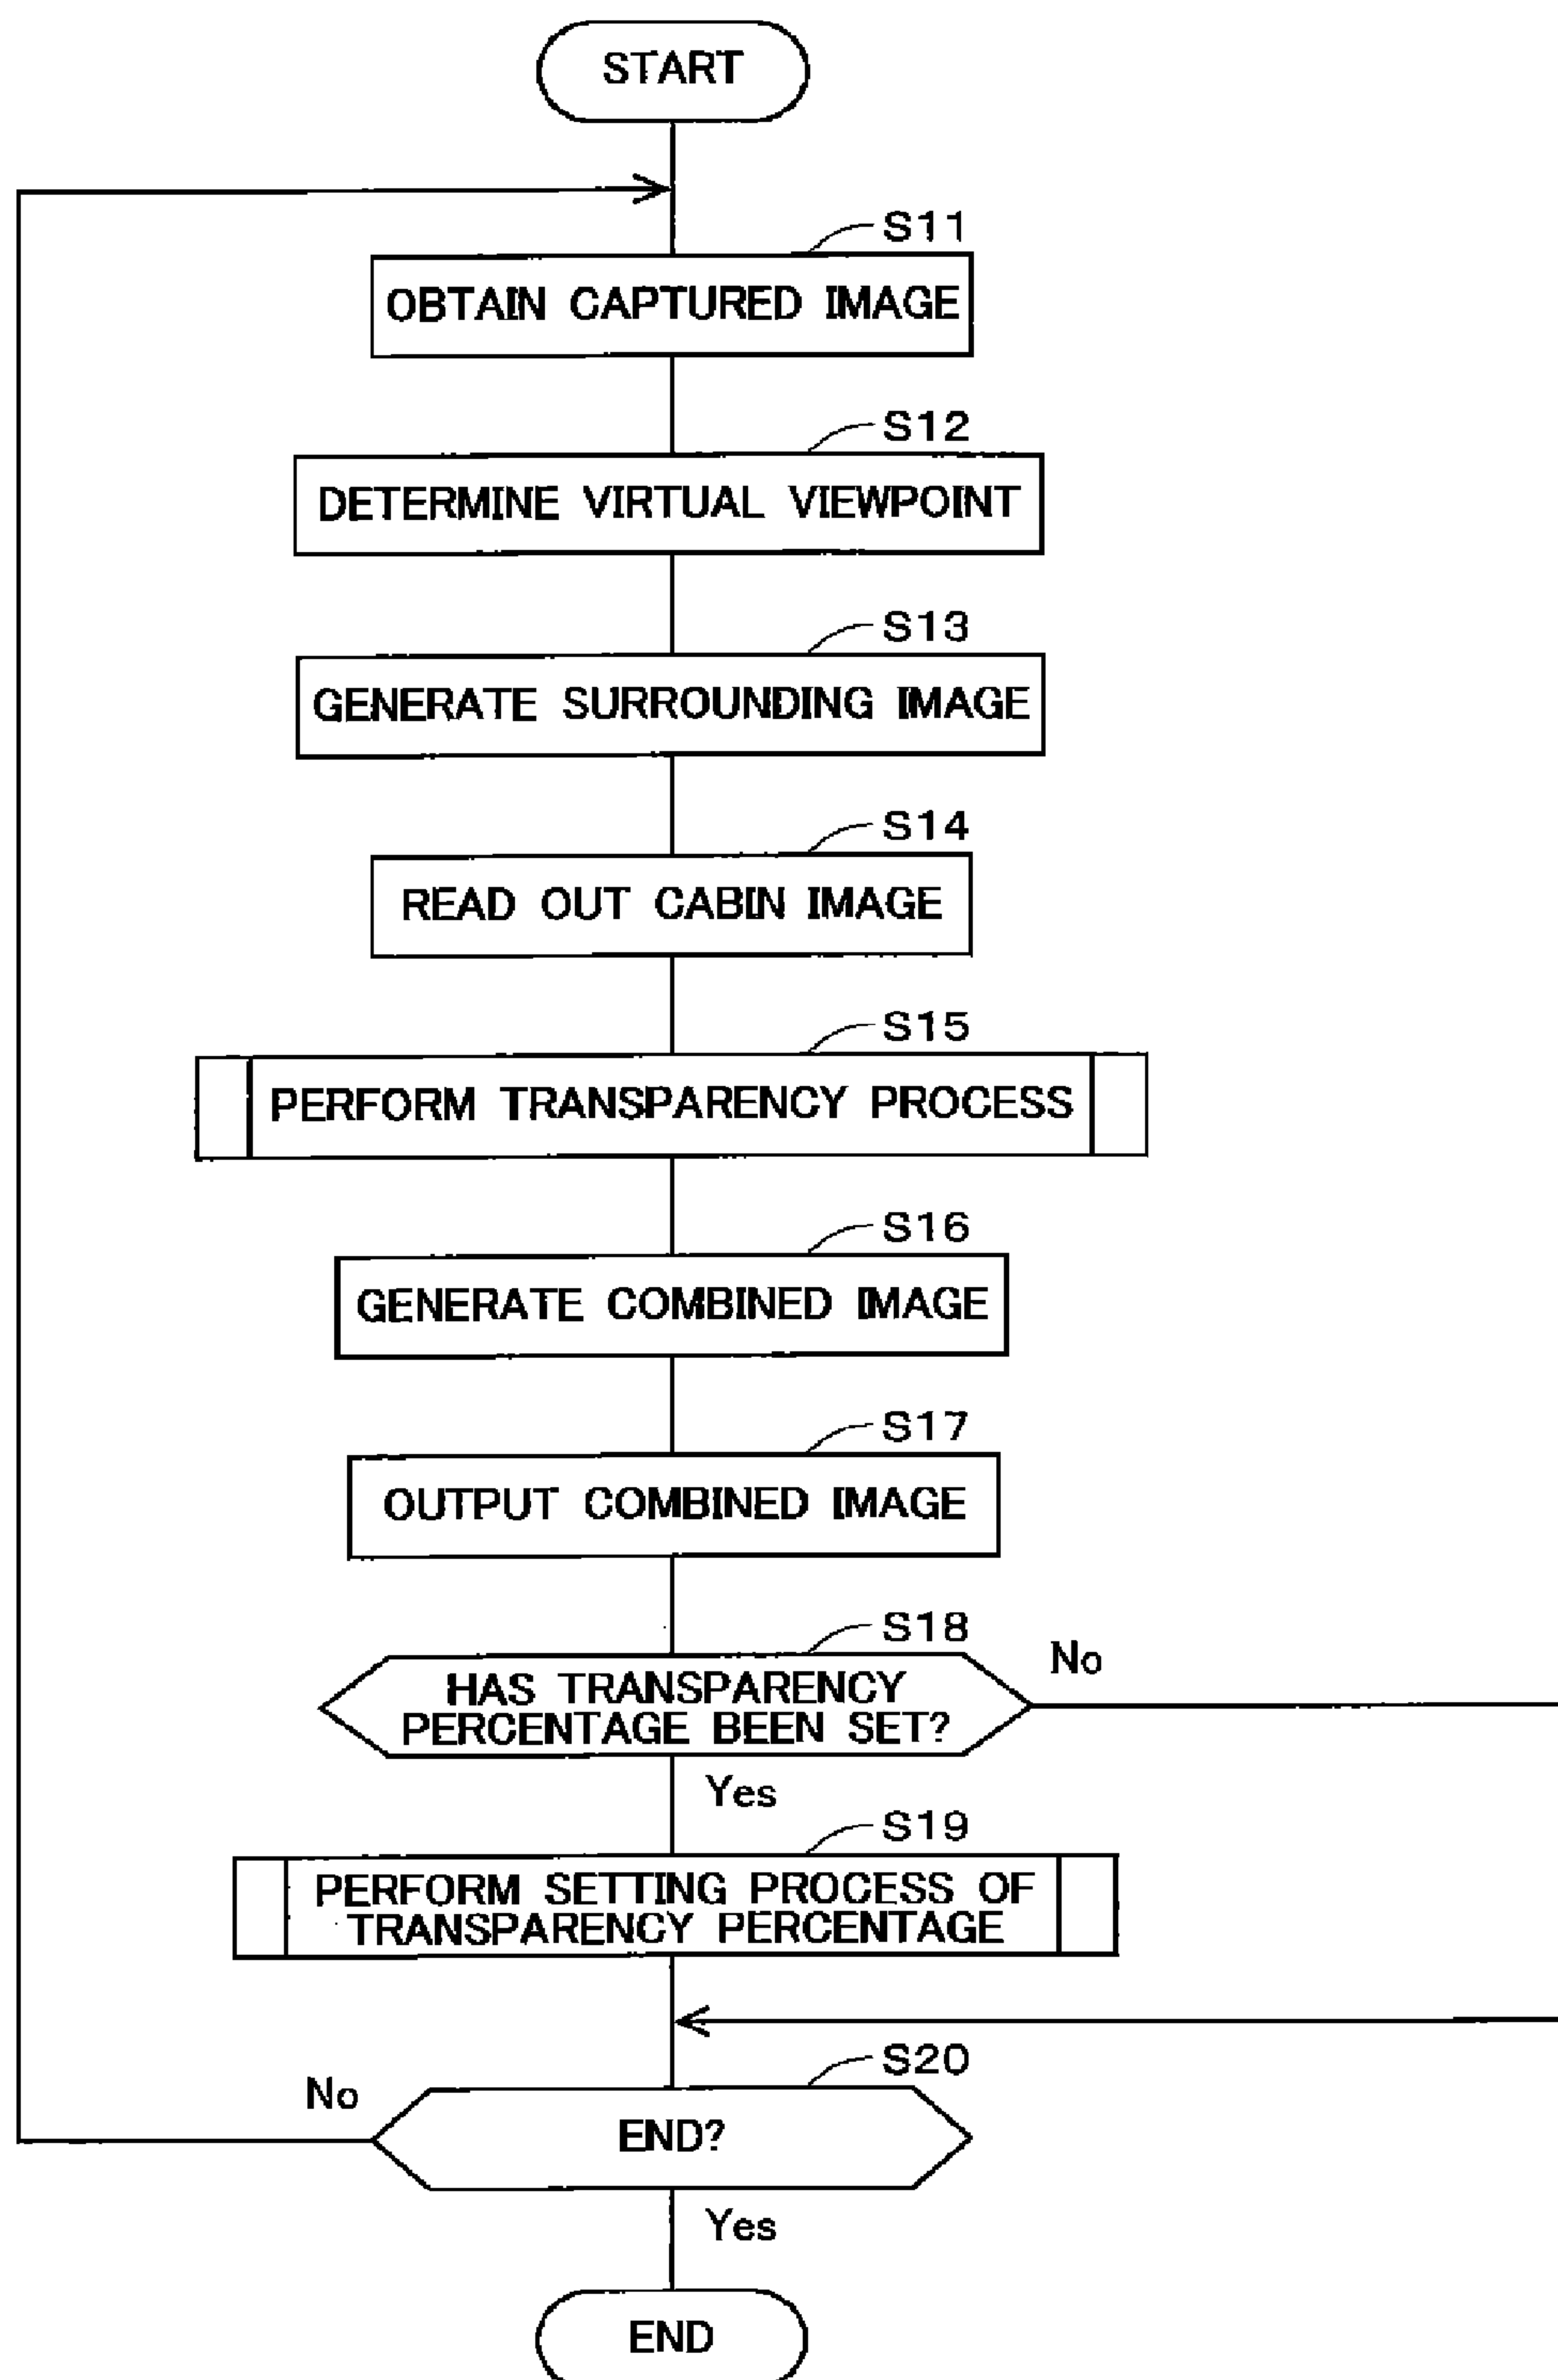 START
S11
OBTAIN CAPTURED IMAGE
S12
DETERMINE VIRTUAL VIEWPOINT
S13
GENERATE SURROUNDING IMAGE
S14
READ OUT CABIN IMAGE
S15
PERFORM TRANSPARENCY PROCESS
S16
GENERATE COMBINED IMAGE
S17
OUTPUT COMBINED IMAGE
S18
No
HAS TRANSPARENCY
PERCENTAGE BEEN SET?
Yes
S19
PERFORM SETTING PROCESS OF
TRANSPARENCY PERCENTAGE
S20
No
END?
Yes
END